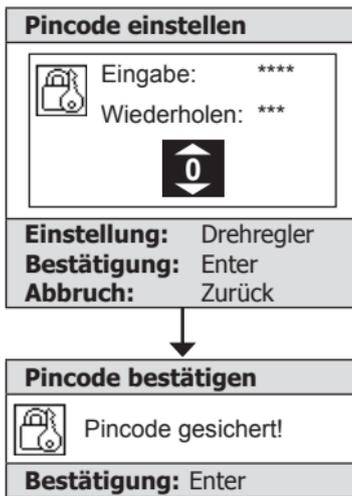 Pincode einstellen
Eingabe: ****
Wiederholen: ***
0
Einstellung: Drehregler
Bestätigung: Enter
Abbruch: Zurück
Pincode bestätigen
Pincode gesichert!
Bestätigung: Enter